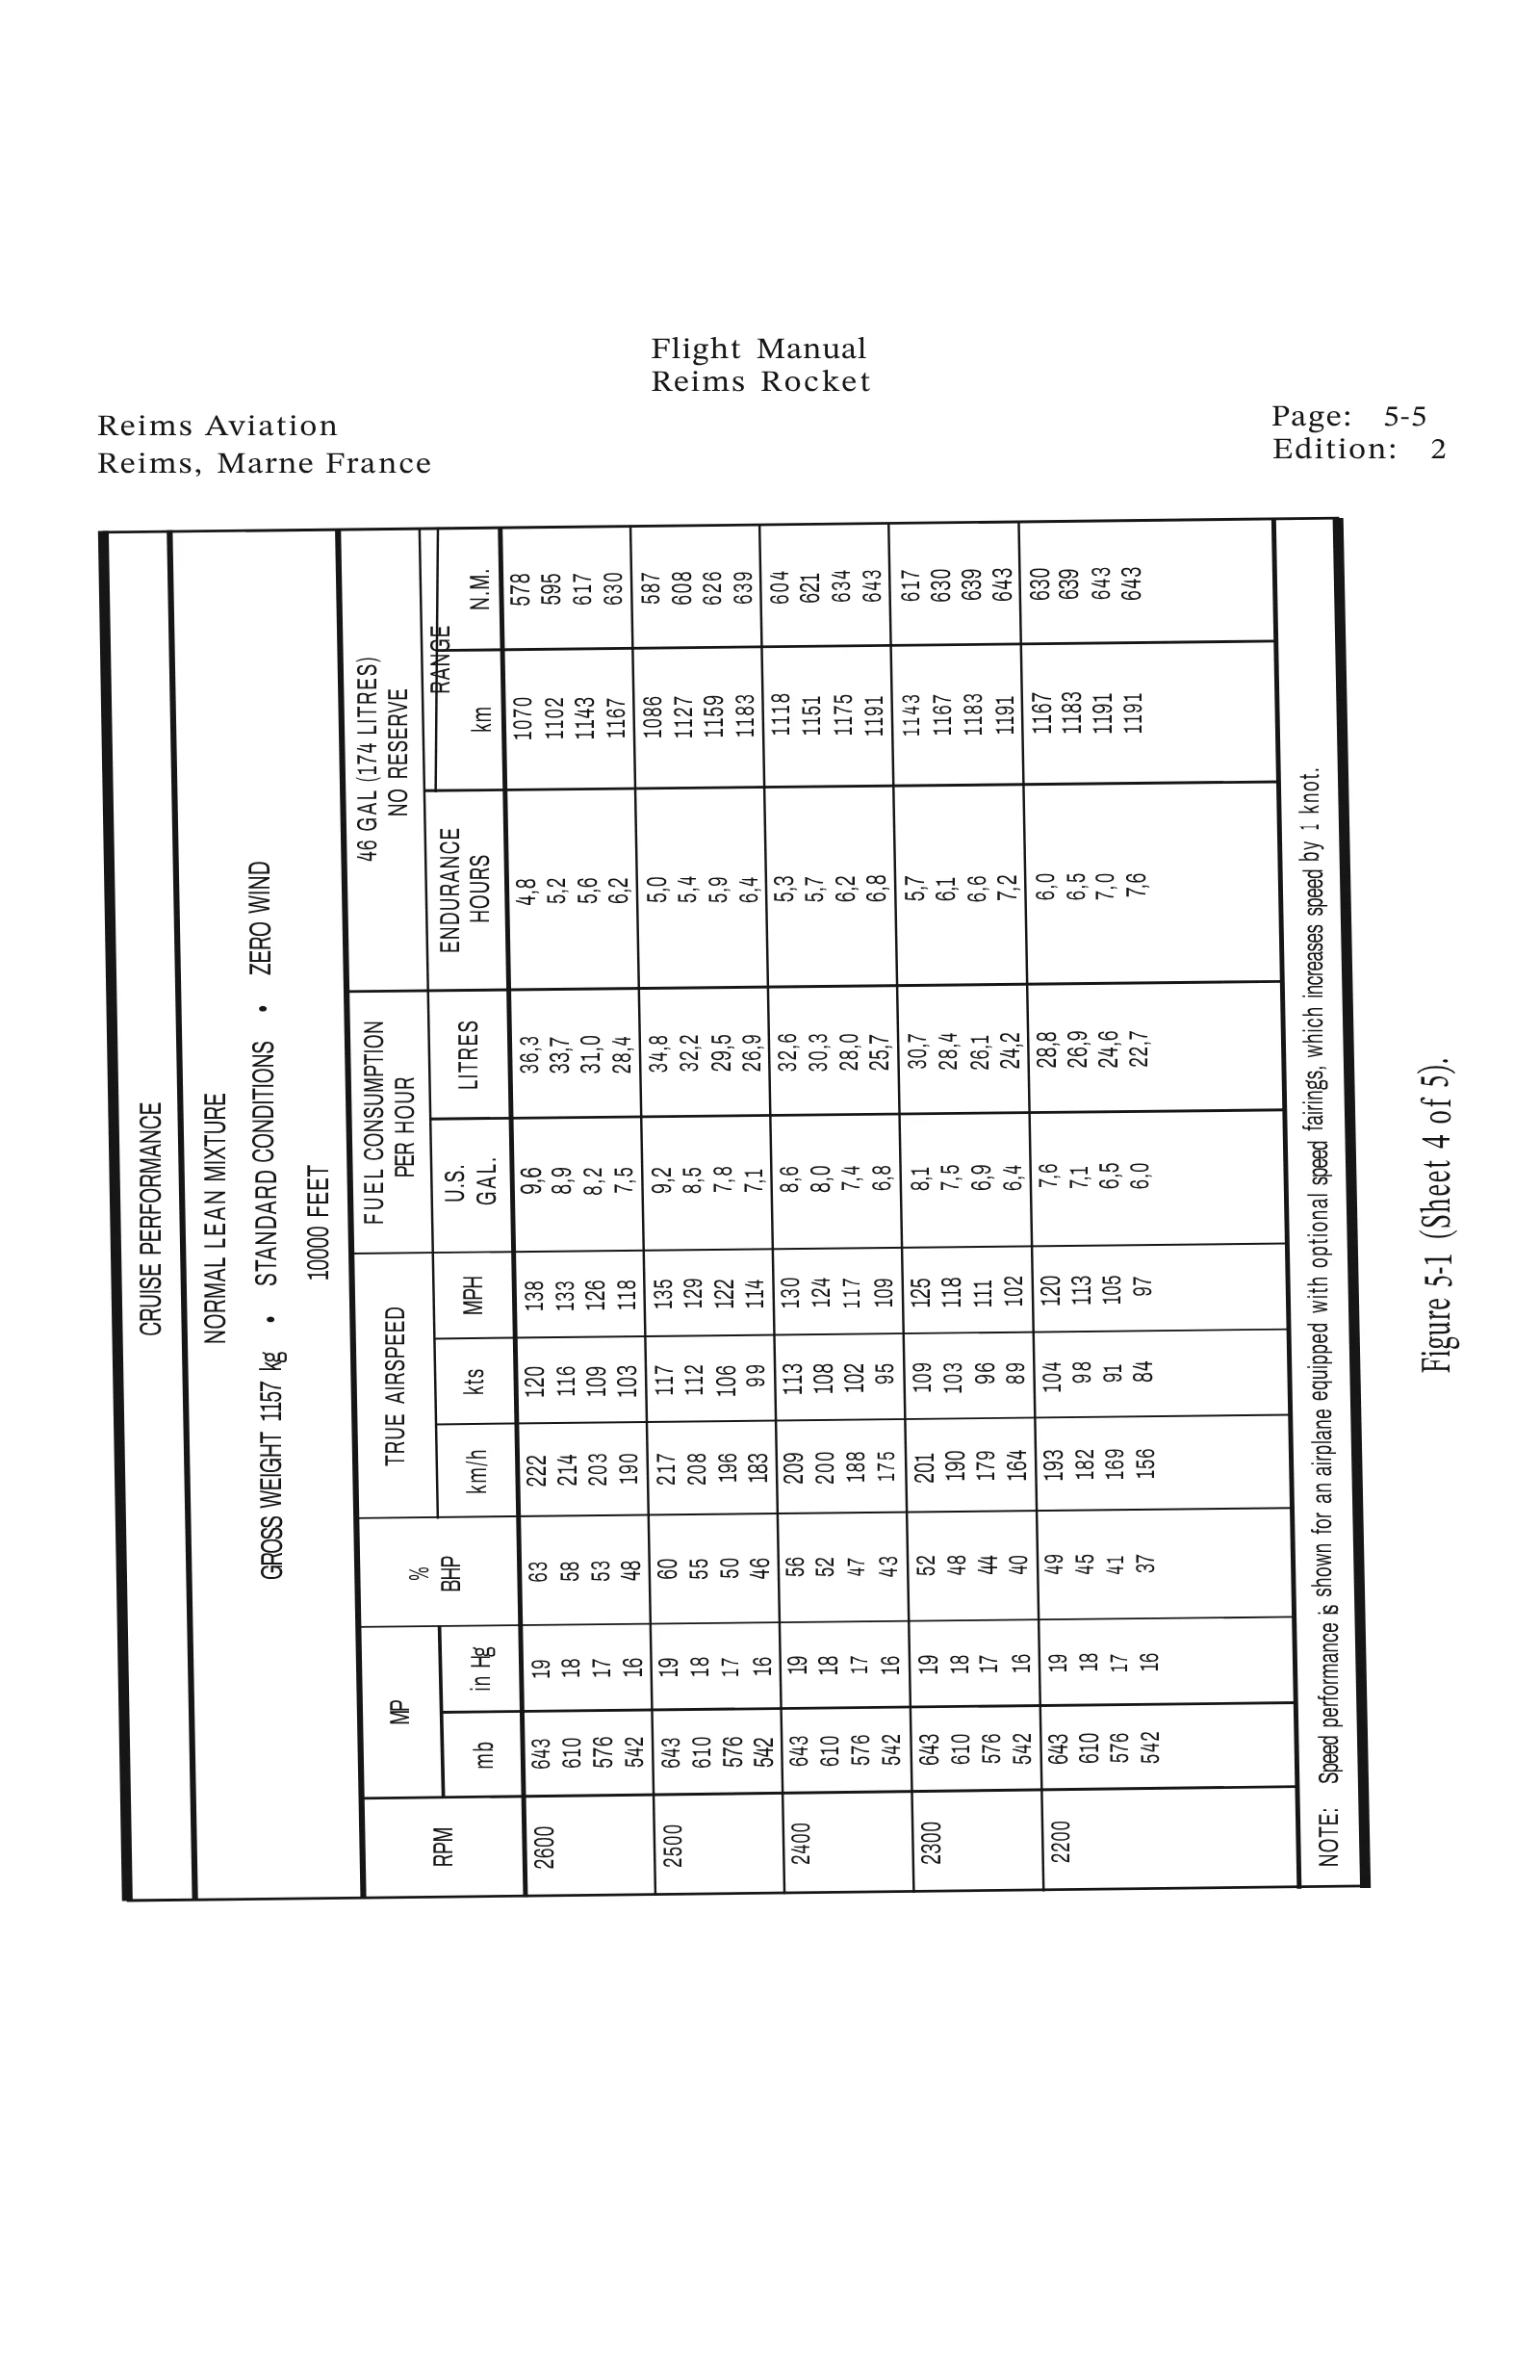 Flight Manual
Reims Rocket
Reims Aviation
Reims, Marne France
Page: 5-5
Edition: 2
CRUISE PERFORMANCE
NORMAL LEAN MIXTURE
GROSS WEIGHT 1157 kg • STANDARD CONDITIONS • ZERO WIND
10000 FEET
RPM MP % BHP TRUE AIRSPEED FUEL CONSUMPTION PER HOUR 46 GAL (174 LITRES) NO RESERVE
mb in Hg km/h kts MPH U.S. GAL. LITRES ENDURANCE HOURS RANGE km N.M.
2600 643 19 63 222 120 138 9,6 36,3 4,8 1070 578
610 18 58 214 116 133 8,9 33,7 5,2 1102 595
576 17 53 203 109 126 8,2 31,0 5,6 1143 617
542 16 48 190 103 118 7,5 28,4 6,2 1167 630
2500 643 19 60 217 117 135 9,2 34,8 5,0 1086 587
610 18 55 208 112 129 8,5 32,2 5,4 1127 608
576 17 50 196 106 122 7,8 29,5 5,9 1159 626
542 16 46 183 99 114 7,1 26,9 6,4 1183 639
2400 643 19 56 209 113 130 8,6 32,6 5,3 1118 604
610 18 52 200 108 124 8,0 30,3 5,7 1151 621
576 17 47 188 102 117 7,4 28,0 6,2 1175 634
542 16 43 175 95 109 6,8 25,7 6,8 1191 643
2300 643 19 52 201 109 125 8,1 30,7 5,7 1143 617
610 18 48 190 103 118 7,5 28,4 6,1 1167 630
576 17 44 179 96 111 6,9 26,1 6,6 1183 639
542 16 40 164 89 102 6,4 24,2 7,2 1191 643
2200 643 19 49 193 104 120 7,6 28,8 6,0 1167 630
610 18 45 182 98 113 7,1 26,9 6,5 1183 639
576 17 41 169 91 105 6,5 24,6 7,0 1191 643
542 16 37 156 84 97 6,0 22,7 7,6 1191 643
NOTE: Speed performance is shown for an airplane equipped with optional speed fairings, which increases speed by 1 knot.
Figure 5-1 (Sheet 4 of 5).